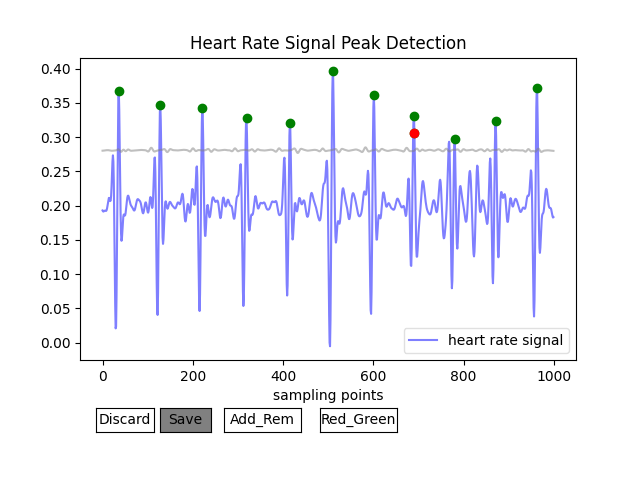 Heart Rate Signal Peak Detection
0.40
0.35
0.30
0.25
0.20
0.15
0.10
0.05
0.00
heart rate signal
0 200 400 600 800 1000
sampling points
Discard Save Add_Rem Red_Green